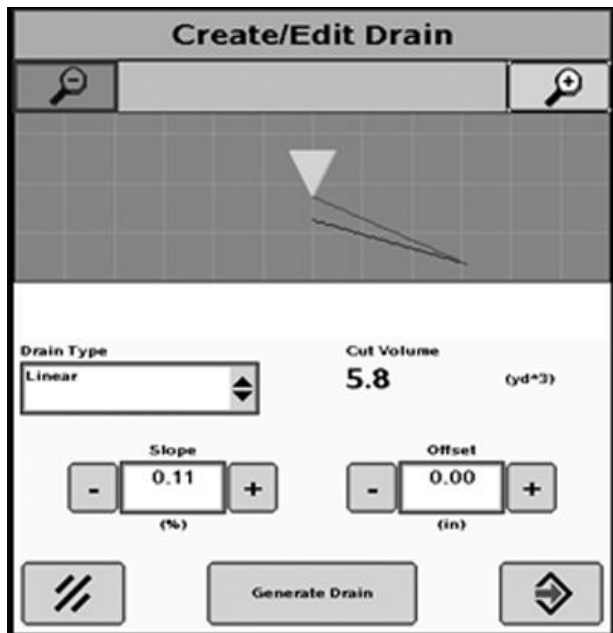 Create/Edit Drain
Drain Type
Cut Volume
Linear
5.8 (yd^3)
Slope
Offset
- 0.11 +
- 0.00 +
(%)
(in)
Generate Drain